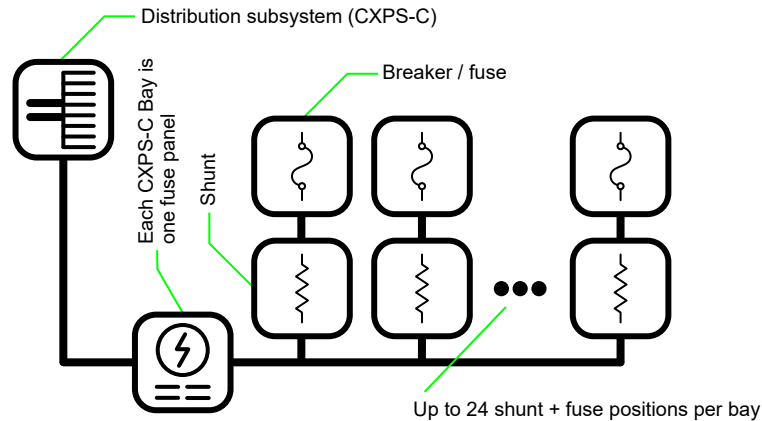 Distribution subsystem (CXPS-C)
Breaker / fuse
Each CXPS-C Bay is
one fuse panel
Shunt
Up to 24 shunt + fuse positions per bay